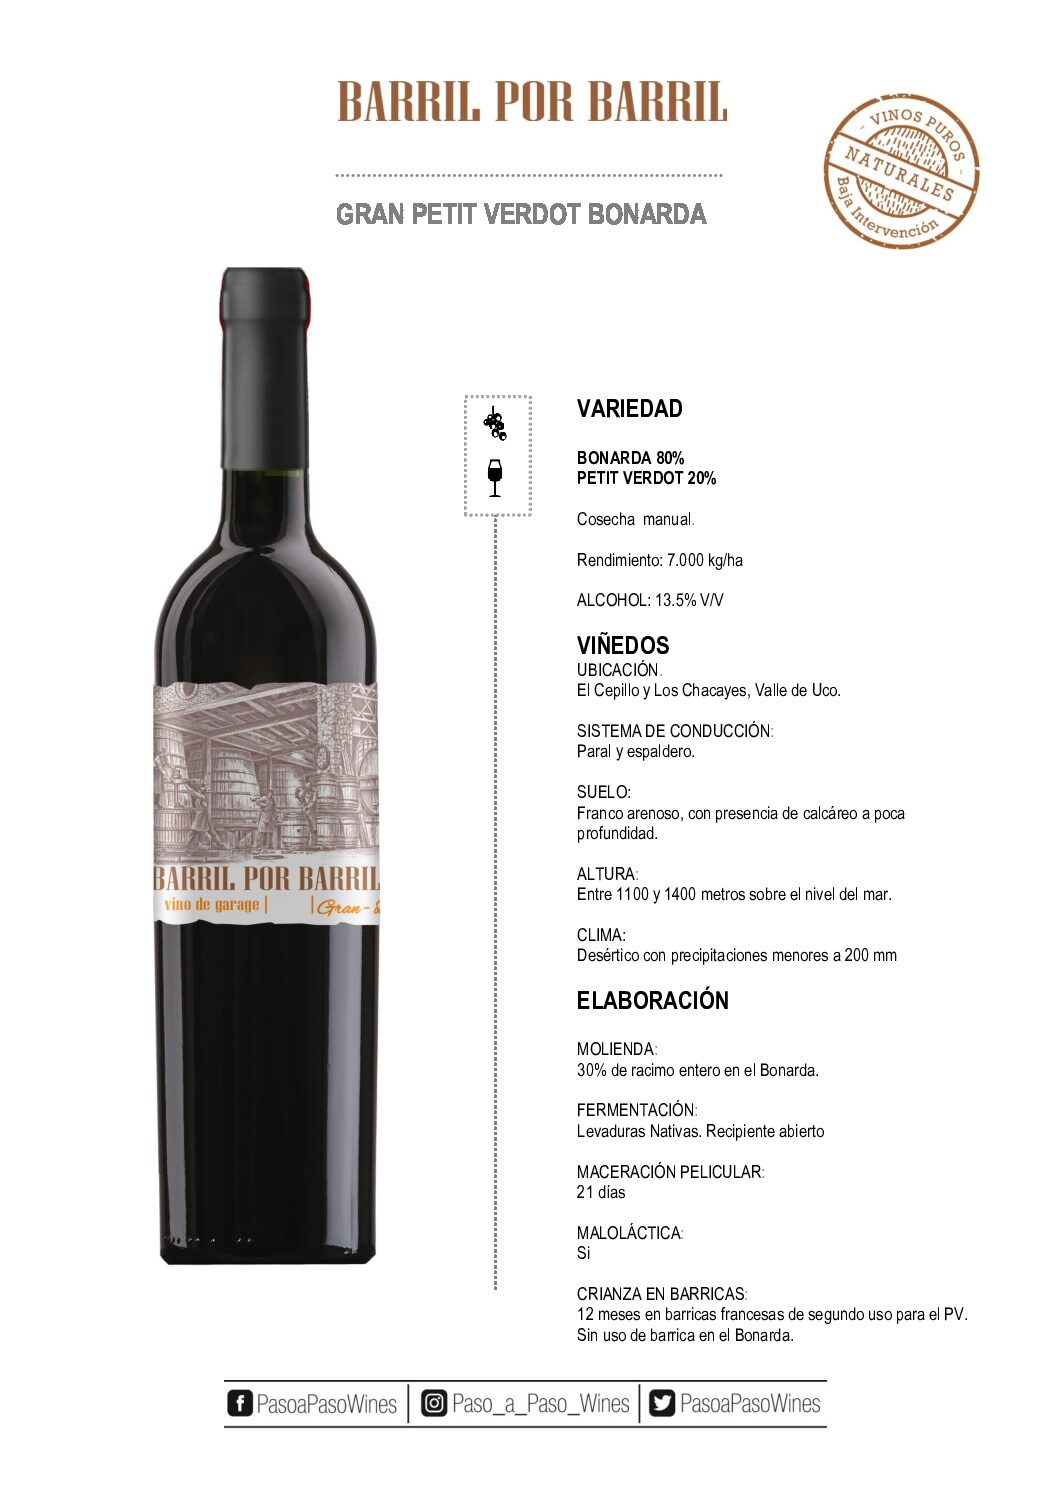 BARRIL POR BARRIL
GRAN PETIT VERDOT BONARDA
- VINOS PUROS -
NATURALES
Baja Intervención
VARIEDAD
BONARDA 80%
PETIT VERDOT 20%
Cosecha manual.
Rendimiento: 7.000 kg/ha
ALCOHOL: 13.5% V/V
VIÑEDOS
UBICACIÓN.
El Cepillo y Los Chacayes, Valle de Uco.
SISTEMA DE CONDUCCIÓN:
Paral y espaldero.
SUELO:
Franco arenoso, con presencia de calcáreo a poca
profundidad.
ALTURA:
Entre 1100 y 1400 metros sobre el nivel del mar.
CLIMA:
Desértico con precipitaciones menores a 200 mm
ELABORACIÓN
MOLIENDA:
30% de racimo entero en el Bonarda.
FERMENTACIÓN:
Levaduras Nativas. Recipiente abierto
MACERACIÓN PELICULAR:
21 días
MALOLÁCTICA:
Si
CRIANZA EN BARRICAS:
12 meses en barricas francesas de segundo uso para el PV.
Sin uso de barrica en el Bonarda.
BARRIL POR BARRIL
vino de garage | | Gran -
PasoaPasoWines | Paso_a_Paso_Wines | PasoaPasoWines